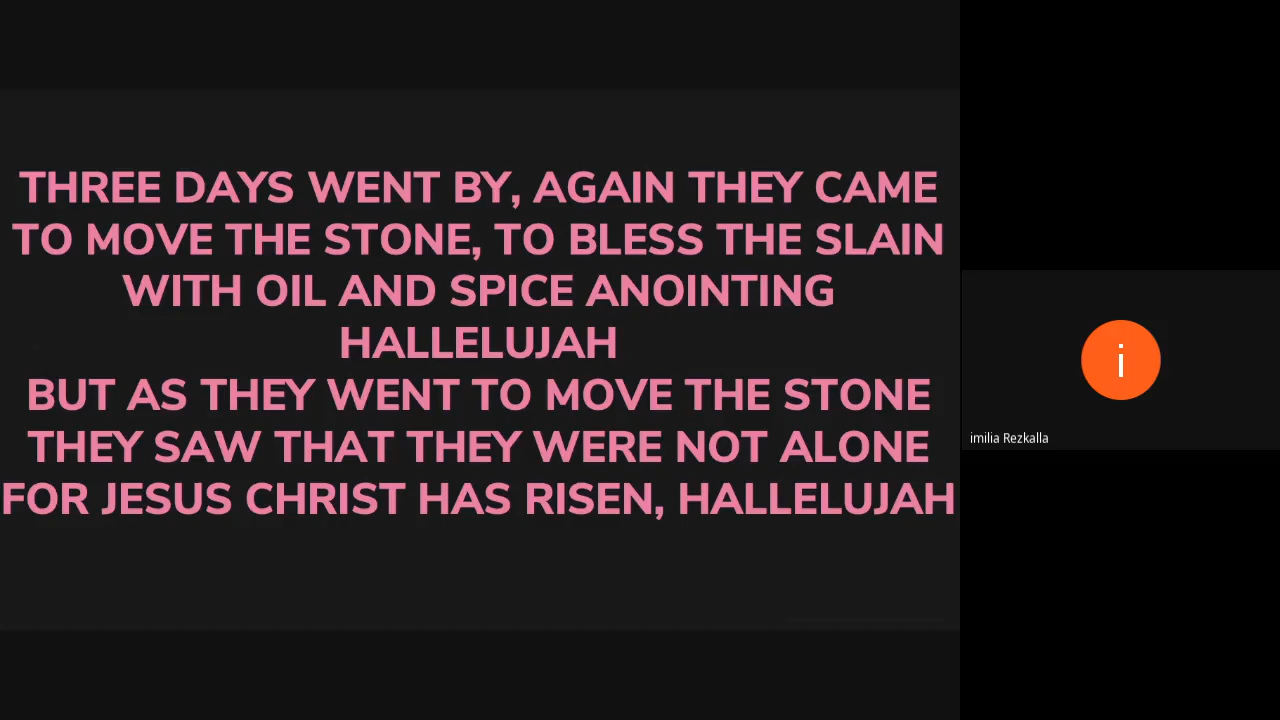 THREE DAYS WENT BY, AGAIN THEY CAME
TO MOVE THE STONE, TO BLESS THE SLAIN
WITH OIL AND SPICE ANOINTING
HALLELUJAH
BUT AS THEY WENT TO MOVE THE STONE
THEY SAW THAT THEY WERE NOT ALONE
FOR JESUS CHRIST HAS RISEN, HALLELUJAH
i
imilia Rezkalla